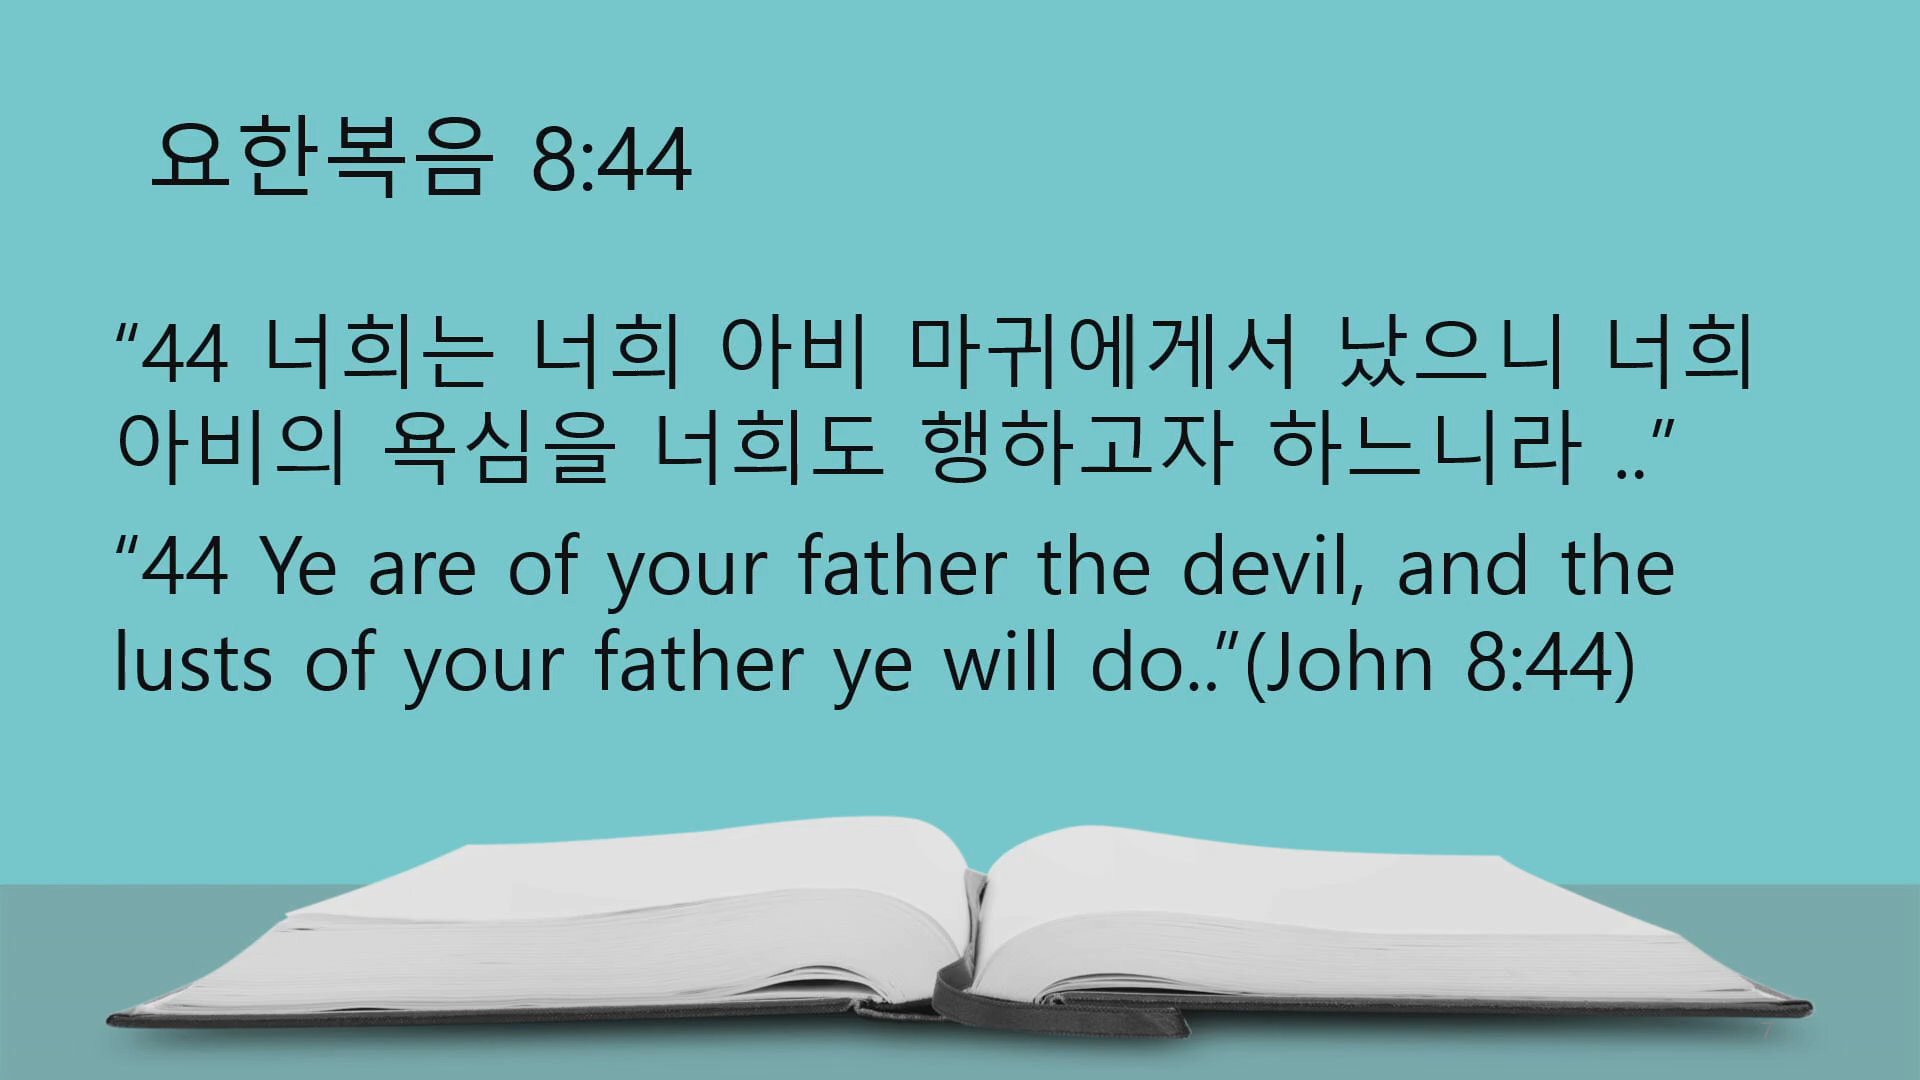 요한복음 8:44
“44 너희는 너희 아비 마귀에게서 났으니 너희
아비의 욕심을 너희도 행하고자 하느니라 ..”
“44 Ye are of your father the devil, and the
lusts of your father ye will do..”(John 8:44)